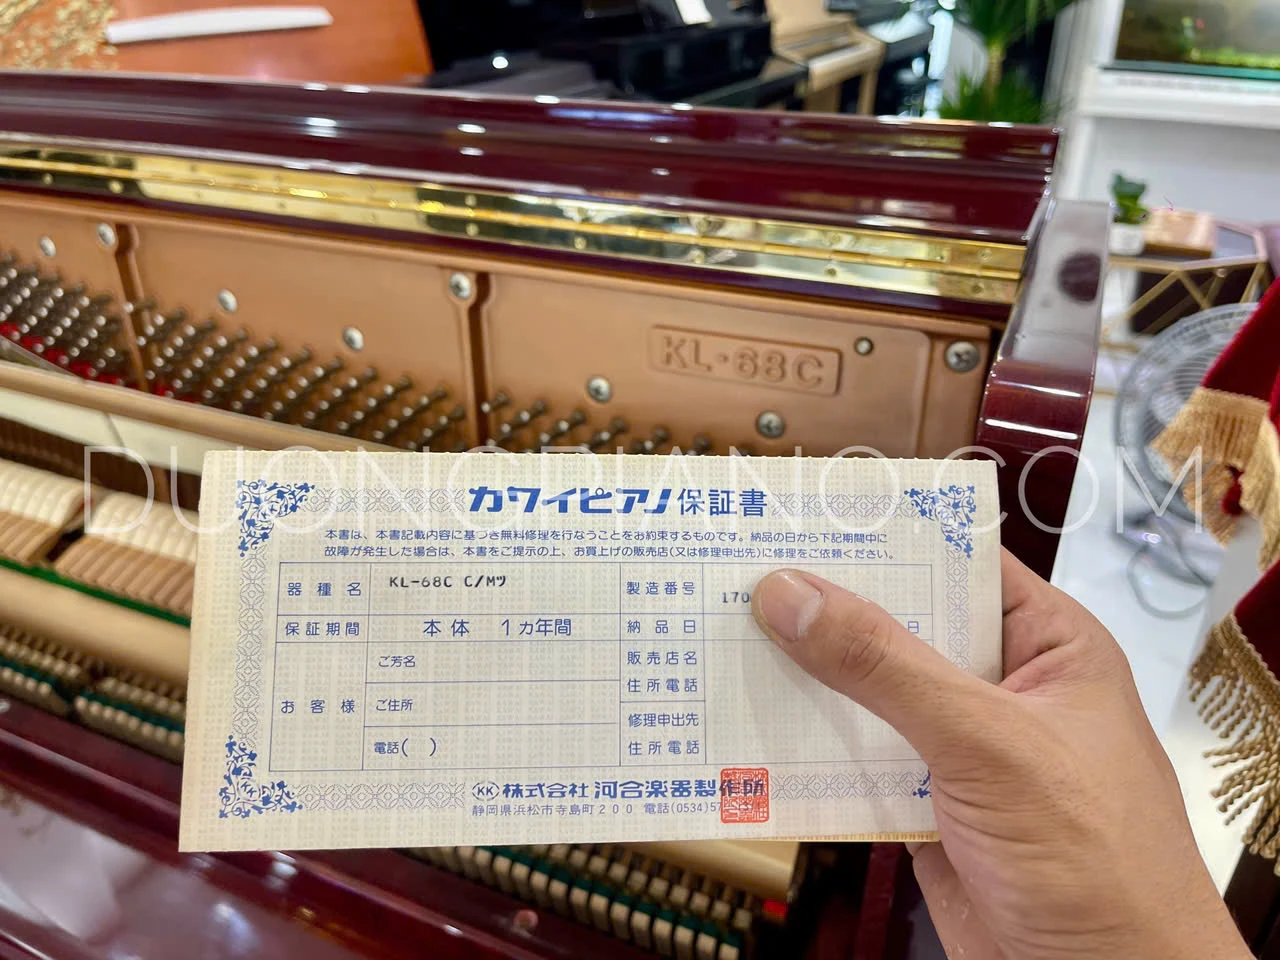 KL-68C
DUONGPIANO.COM
カワイピアノ保証書
本書は、本書記載内容に基づき無料修理を行なうことをお約束するものです。納品の日から下記期間中に
故障が発生した場合は、本書をご提示の上、お買上げの販売店(又は修理申出先)に修理をご依頼ください。
器種名 KL-68C C/Mツ 製造番号 170
保証期間 本体 1カ年間 納品日 日
お客様 ご芳名 販売店名
住所電話
ご住所 修理申出先
電話( ) 住所電話
KK 株式会社 河合楽器製作所
静岡県浜松市寺島町200 電話(0534)57